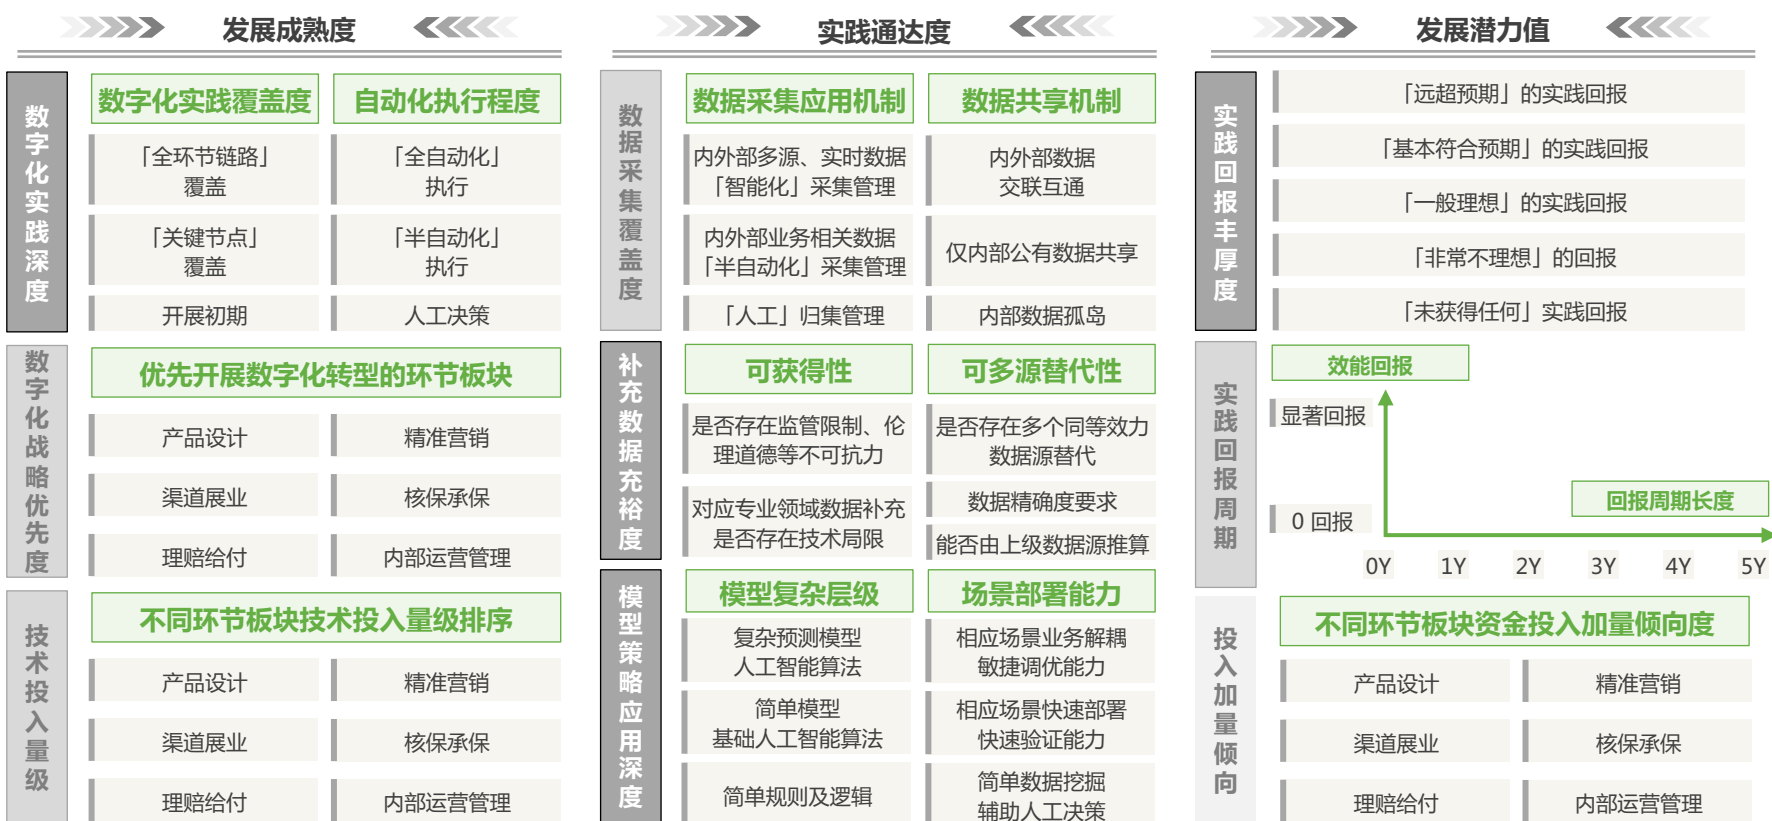 发展成熟度
数字化实践深度
数字化实践覆盖度
自动化执行程度
「全环节链路」
覆盖
「全自动化」
执行
「关键节点」
覆盖
「半自动化」
执行
开展初期
人工决策
数字化战略优先度
优先开展数字化转型的环节板块
产品设计
精准营销
渠道展业
核保承保
理赔给付
内部运营管理
技术投入量级
不同环节板块技术投入量级排序
产品设计
精准营销
渠道展业
核保承保
理赔给付
内部运营管理
实践通达度
数据采集覆盖度
数据采集应用机制
数据共享机制
内外部多源、实时数据
「智能化」采集管理
内外部数据
交联互通
内外部业务相关数据
「半自动化」采集管理
仅内部公有数据共享
「人工」归集管理
内部数据孤岛
补充数据充裕度
可获得性
可多源替代性
是否存在监管限制、伦
理道德等不可抗力
是否存在多个同等效力
数据源替代
对应专业领域数据补充
是否存在技术局限
数据精确度要求
能否由上级数据源推算
模型策略应用深度
模型复杂层级
场景部署能力
复杂预测模型
人工智能算法
相应场景业务解耦
敏捷调优能力
简单模型
基础人工智能算法
相应场景快速部署
快速验证能力
简单规则及逻辑
简单数据挖掘
辅助人工决策
发展潜力值
实践回报丰厚度
「远超预期」的实践回报
「基本符合预期」的实践回报
「一般理想」的实践回报
「非常不理想」的回报
「未获得任何」实践回报
实践回报周期
效能回报
显著回报
回报周期长度
0 回报
0Y 1Y 2Y 3Y 4Y 5Y
投入加量倾向
不同环节板块资金投入加量倾向度
产品设计
精准营销
渠道展业
核保承保
理赔给付
内部运营管理